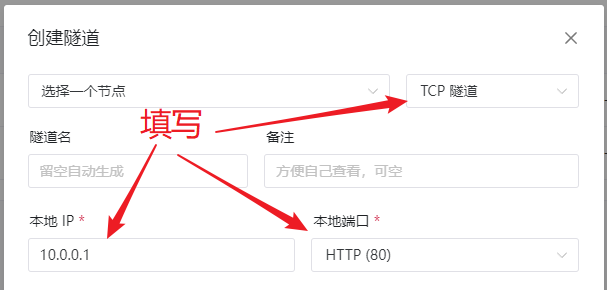 创建隧道
选择一个节点 TCP 隧道
填写
隧道名 备注
留空自动生成 方便自己查看，可空
本地 IP * 本地端口 *
10.0.0.1 HTTP (80)